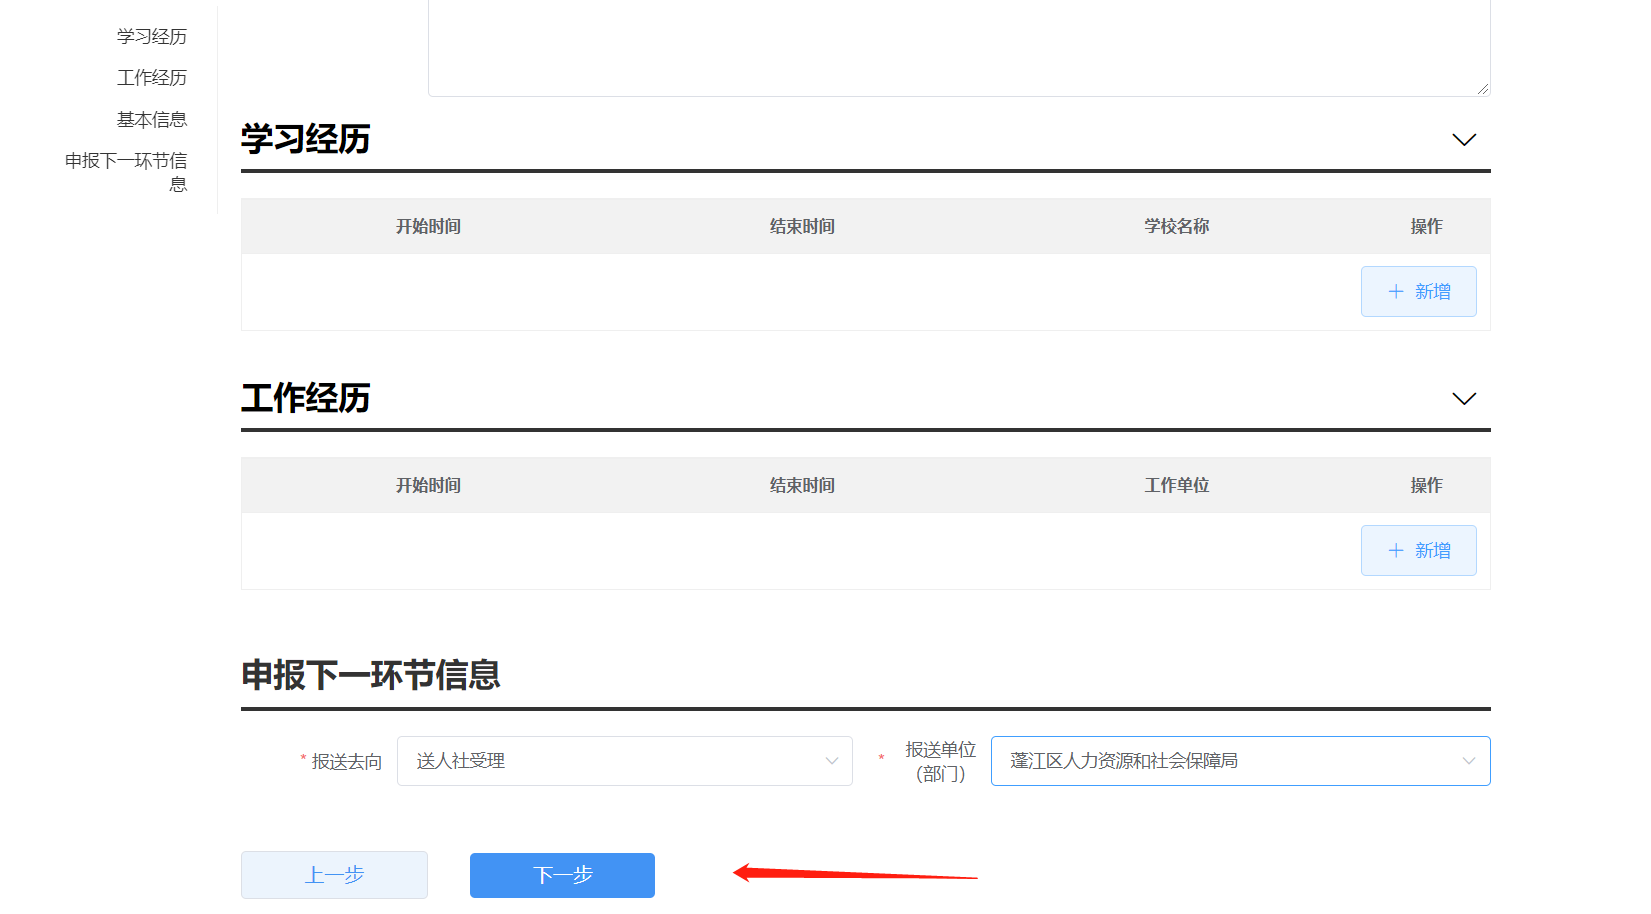 学习经历
工作经历
基本信息
申报下一环节信
息
学习经历
开始时间 结束时间 学校名称 操作
+ 新增
工作经历
开始时间 结束时间 工作单位 操作
+ 新增
申报下一环节信息
* 报送去向 送人社受理 * 报送单位
（部门） 蓬江区人力资源和社会保障局
上一步 下一步